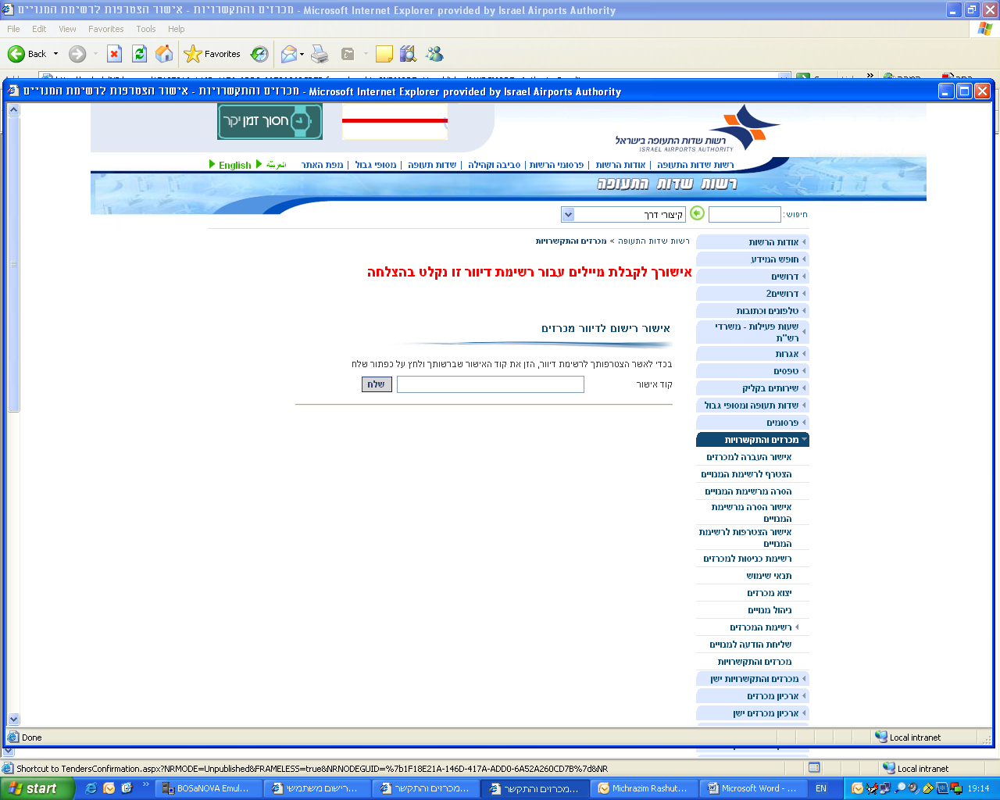 מכרזים והתקשרויות - אישור הצטרפות לרשימת המנויים - Microsoft Internet Explorer provided by Israel Airports Authority
File Edit View Favorites Tools Help
Back Favorites
מכרזים והתקשרויות - אישור הצטרפות לרשימת המנויים - Microsoft Internet Explorer provided by Israel Airports Authority
חסוך זמן יקר
רשות שדות התעופה בישראל
ISRAEL AIRPORTS AUTHORITY
רשות שדות התעופה | אודות הרשות | פרסומי הרשות | סביבה וקהילה | שדות תעופה | מסופי גבול | מפת האתר العربيّة English
רשות שדות התעופה
חיפוש: קיצורי דרך
רשות שדות התעופה > מכרזים והתקשרויות
אישורך לקבלת מיילים עבור רשימת דיוור זו נקלט בהצלחה
אישור רישום לדיוור מכרזים
בכדי לאשר הצטרפותך לרשימת דיוור, הזן את קוד האישור שברשותך ולחץ על כפתור שלח
קוד אישור שלח
אודות הרשות
חופש המידע
דרושים
דרושים2
טלפונים וכתובות
שעות פעילות - משרדי
רש"ת
אגרות
טפסים
שירותים בקליק
שדות תעופה ומסופי גבול
פרסומים
מכרזים והתקשרויות
אישור העברה למכרזים
הצטרף לרשימת המנויים
הסרה מרשימת המנויים
אישור הסרה מרשימת
המנויים
אישור הצטרפות לרשימת
המנויים
רשימת כניסות למכרזים
תנאי שימוש
יצוא מכרזים
ניהול מנויים
רשימת המכרזים
שליחת הודעה למנויים
מכרזים והתקשרויות
מכרזים והתקשרויות ישן
ארכיון מכרזים
ארכיון מכרזים ישן
Done Local intranet
Shortcut to TendersConfirmation.aspx?NRMODE=Unpublished&FRAMELESS=true&NRNODEGUID=%7b1F18E21A-146D-417A-ADD0-6A52A260CD7B%7d&NR Local intranet
start BOSaNOVA Emul... רישום משתמשי... מכרזים והתקשר... מכרזים והתקשר... Michrazim Rashut... Microsoft Word - ... EN 19:14